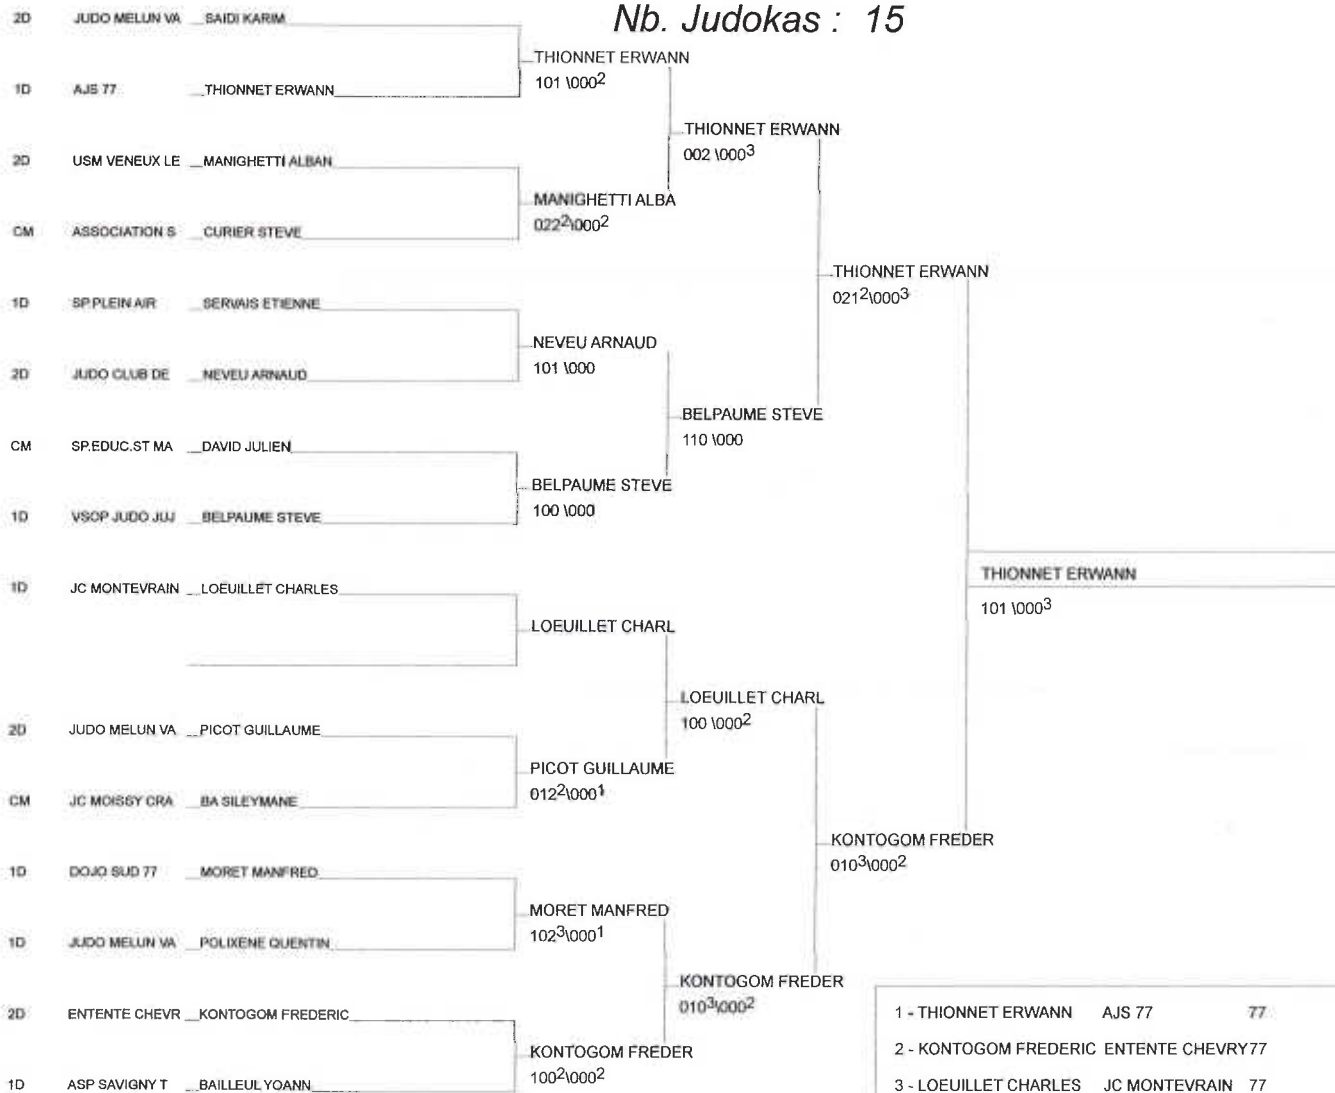 Nb. Judokas : 15
2D JUDO MELUN VA SAIDI KARIM
THIONNET ERWANN
101 \000²
1D AJS 77 THIONNET ERWANN
THIONNET ERWANN
002 \000³
2D USM VENEUX LE MANIGHETTI ALBAN
MANIGHETTI ALBA
022²\000²
CM ASSOCIATION S CURIER STEVE
THIONNET ERWANN
021²\000³
1D SP PLEIN AIR SERVAIS ETIENNE
NEVEU ARNAUD
101 \000
2D JUDO CLUB DE NEVEU ARNAUD
BELPAUME STEVE
110 \000
CM SP.EDUC.ST MA DAVID JULIEN
BELPAUME STEVE
100 \000
1D VSOP JUDO JUJ BELPAUME STEVE
THIONNET ERWANN
101 \000³
1D JC MONTEVRAIN LOEUILLET CHARLES
LOEUILLET CHARL
LOEUILLET CHARL
100 \000²
2D JUDO MELUN VA PICOT GUILLAUME
PICOT GUILLAUME
012²\000¹
CM JC MOISSY CRA BA SILEYMANE
KONTOGOM FREDER
010³\000²
1D DOJO SUD 77 MORET MANFRED
MORET MANFRED
102³\000¹
1D JUDO MELUN VA POLIXENE QUENTIN
KONTOGOM FREDER
010³\000²
2D ENTENTE CHEVR KONTOGOM FREDERIC
KONTOGOM FREDER
100²\000²
1D ASP SAVIGNY T BAILLEUL YOANN
1 - THIONNET ERWANN AJS 77 77
2 - KONTOGOM FREDERIC ENTENTE CHEVRY 77
3 - LOEUILLET CHARLES JC MONTEVRAIN 77